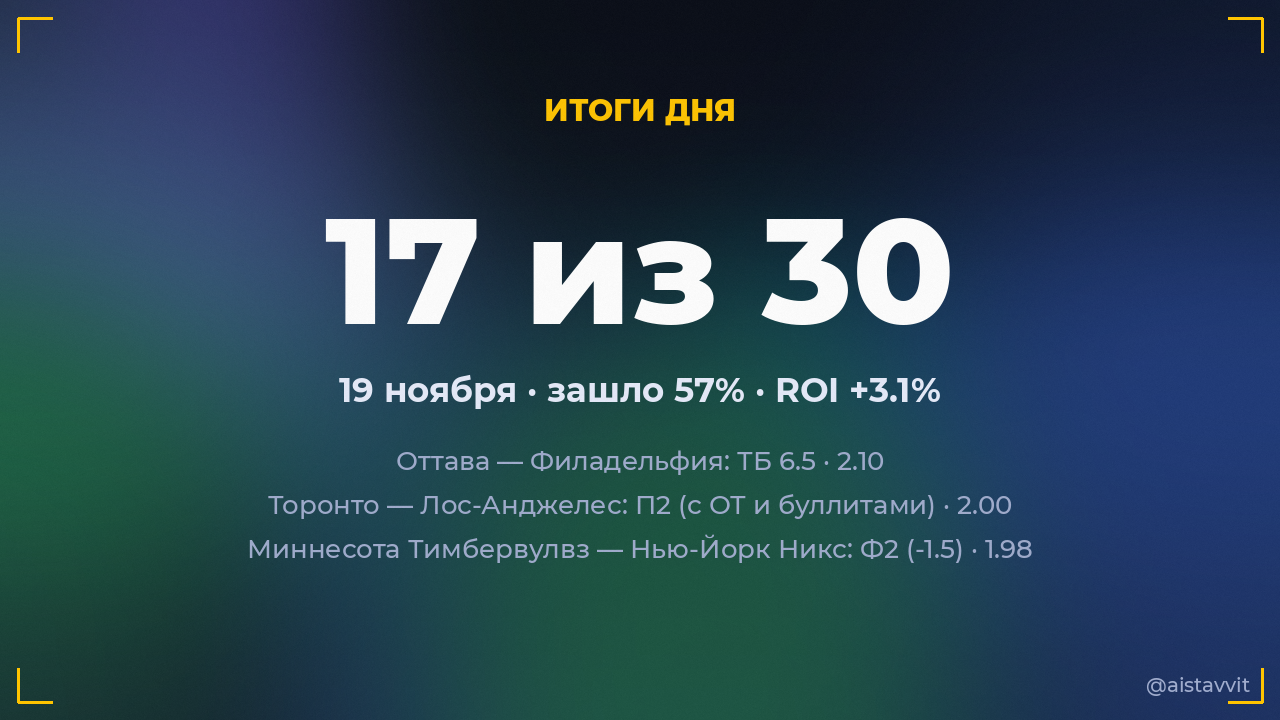 ИТОГИ ДНЯ
17 из 30
19 ноября · зашло 57% · ROI +3.1%
Оттава — Филадельфия: ТБ 6.5 · 2.10
Торонто — Лос-Анджелес: П2 (с ОТ и буллитами) · 2.00
Миннесота Тимбервулвз — Нью-Йорк Никс: Ф2 (-1.5) · 1.98
@aistavvit